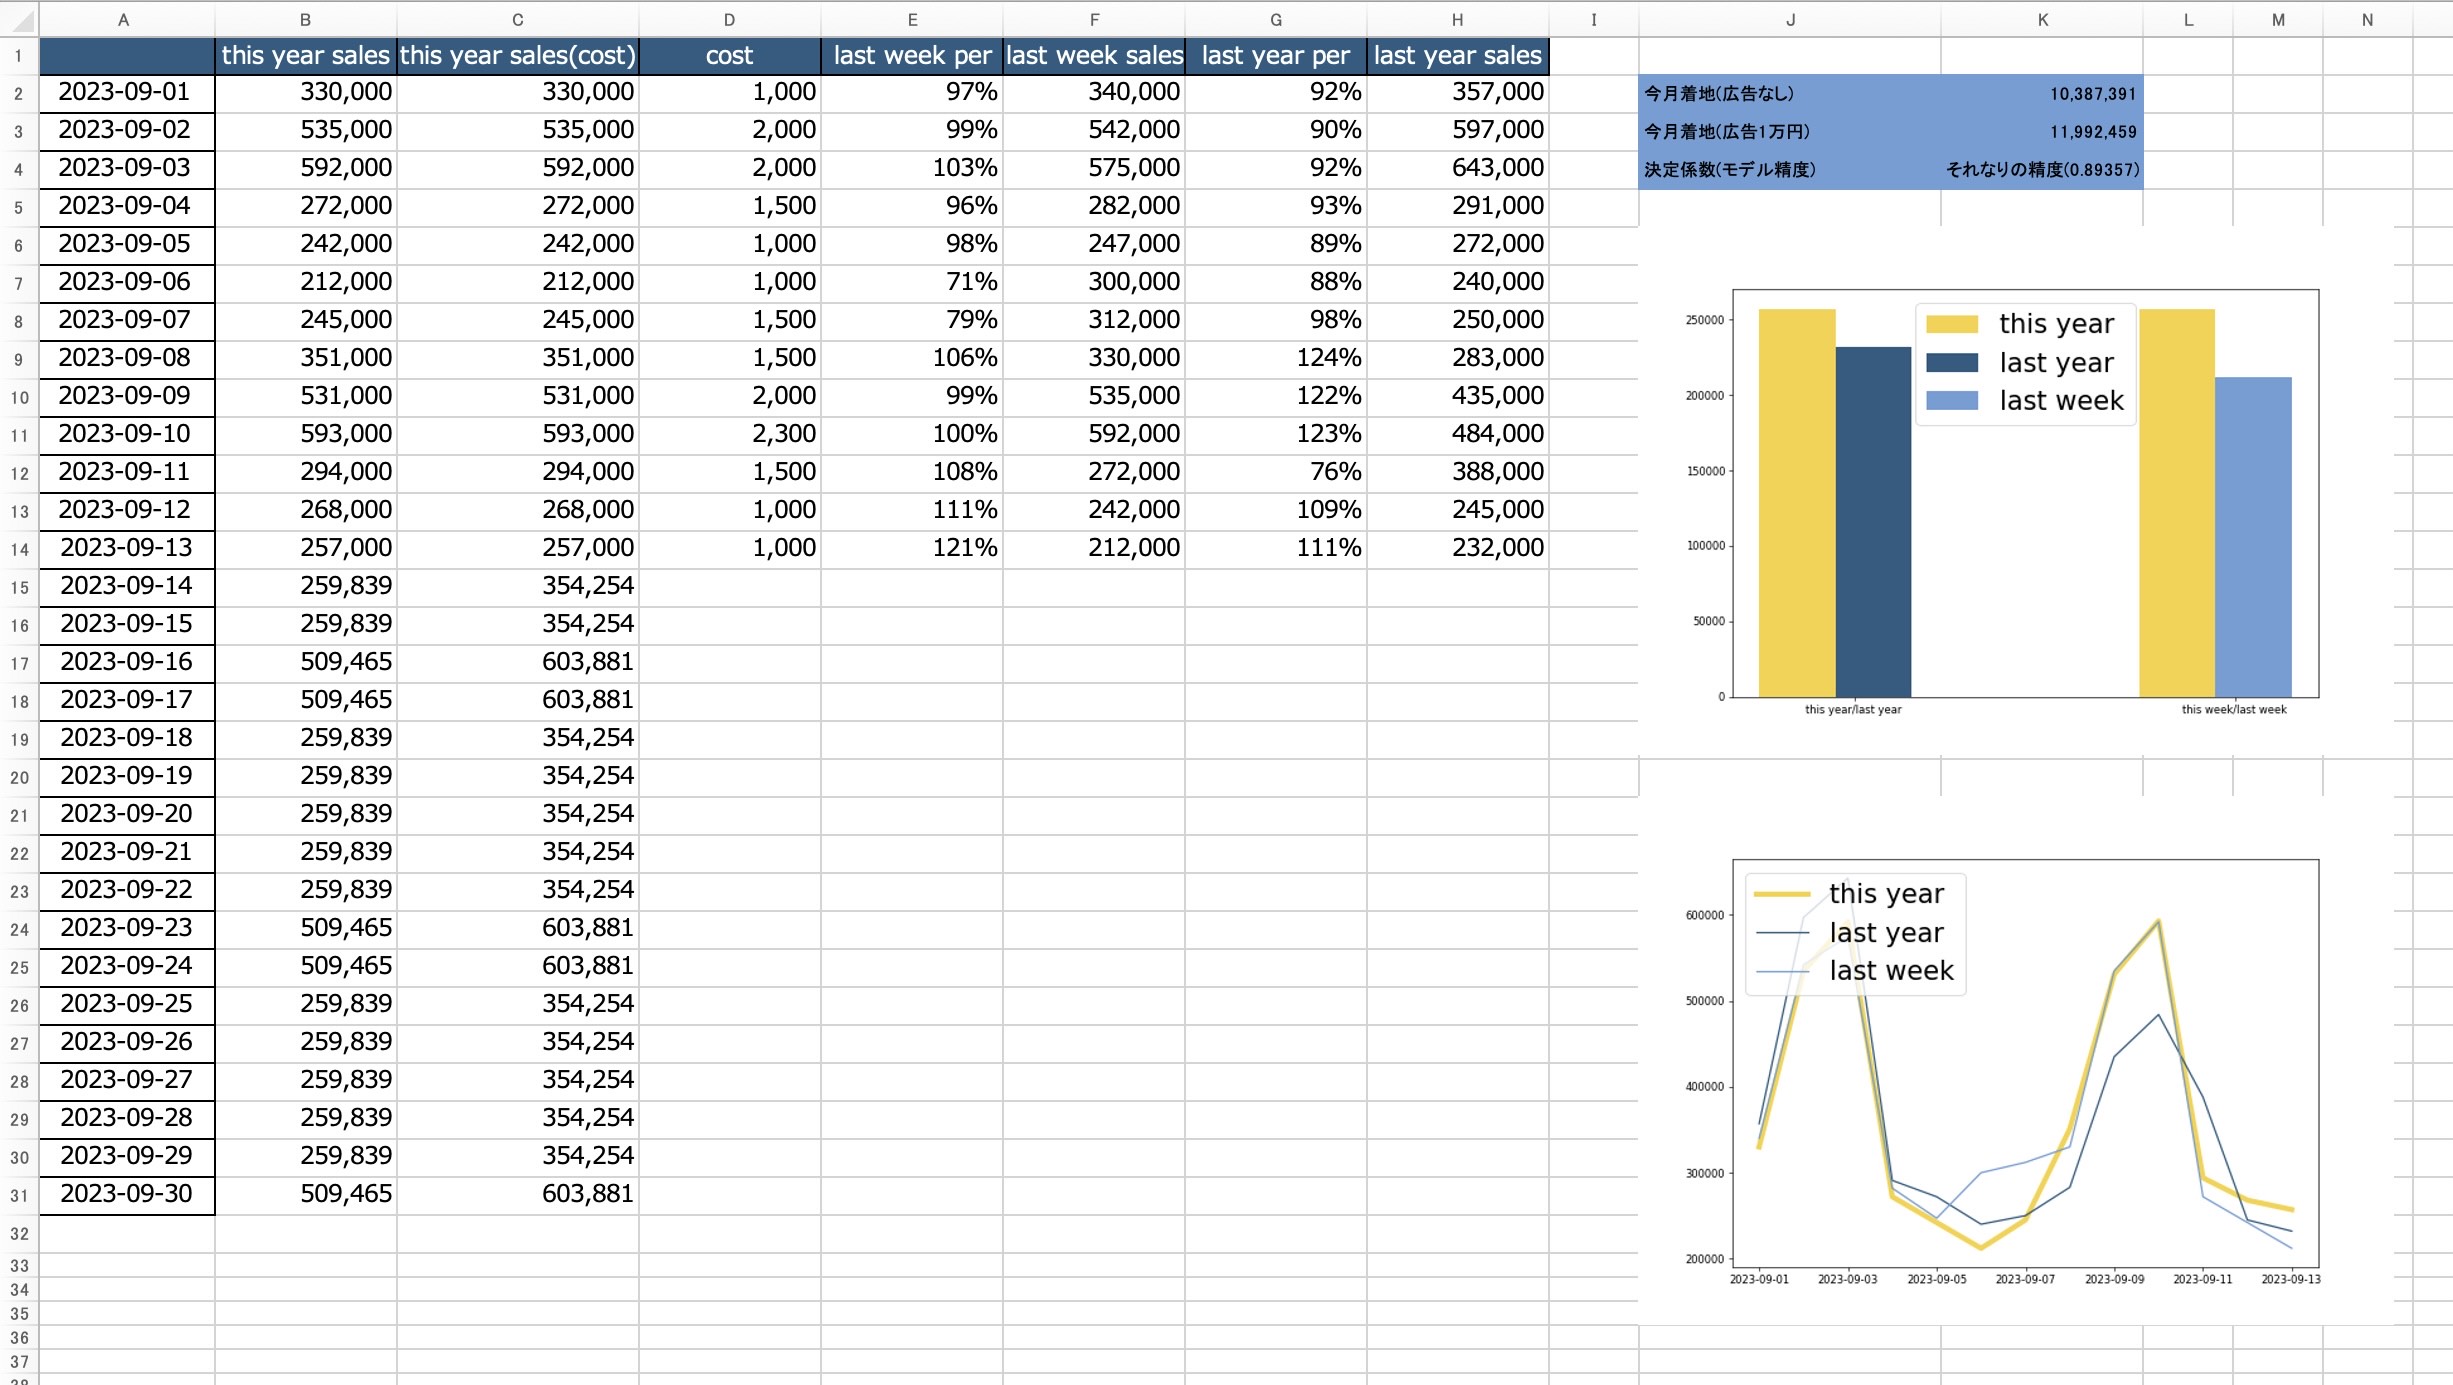 A B C D E F G H I J K L M N
1 this year sales this year sales(cost) cost last week per last week sales last year per last year sales
2 2023-09-01 330,000 330,000 1,000 97% 340,000 92% 357,000 今月着地(広告なし) 10,387,391
3 2023-09-02 535,000 535,000 2,000 99% 542,000 90% 597,000 今月着地(広告1万円) 11,992,459
4 2023-09-03 592,000 592,000 2,000 103% 575,000 92% 643,000 決定係数(モデル精度) それなりの精度(0.89357)
5 2023-09-04 272,000 272,000 1,500 96% 282,000 93% 291,000
6 2023-09-05 242,000 242,000 1,000 98% 247,000 89% 272,000
7 2023-09-06 212,000 212,000 1,000 71% 300,000 88% 240,000
8 2023-09-07 245,000 245,000 1,500 79% 312,000 98% 250,000
9 2023-09-08 351,000 351,000 1,500 106% 330,000 124% 283,000
10 2023-09-09 531,000 531,000 2,000 99% 535,000 122% 435,000
11 2023-09-10 593,000 593,000 2,300 100% 592,000 123% 484,000
12 2023-09-11 294,000 294,000 1,500 108% 272,000 76% 388,000
13 2023-09-12 268,000 268,000 1,000 111% 242,000 109% 245,000
14 2023-09-13 257,000 257,000 1,000 121% 212,000 111% 232,000
15 2023-09-14 259,839 354,254
16 2023-09-15 259,839 354,254
17 2023-09-16 509,465 603,881
18 2023-09-17 509,465 603,881
19 2023-09-18 259,839 354,254
20 2023-09-19 259,839 354,254
21 2023-09-20 259,839 354,254
22 2023-09-21 259,839 354,254
23 2023-09-22 259,839 354,254
24 2023-09-23 509,465 603,881
25 2023-09-24 509,465 603,881
26 2023-09-25 259,839 354,254
27 2023-09-26 259,839 354,254
28 2023-09-27 259,839 354,254
29 2023-09-28 259,839 354,254
30 2023-09-29 259,839 354,254
31 2023-09-30 509,465 603,881
32
33
34
35
36
37
38
this year
last year
last week
250000
200000
150000
100000
50000
0
this year/last year this week/last week
this year
last year
last week
600000
500000
400000
300000
200000
2023-09-01 2023-09-03 2023-09-05 2023-09-07 2023-09-09 2023-09-11 2023-09-13